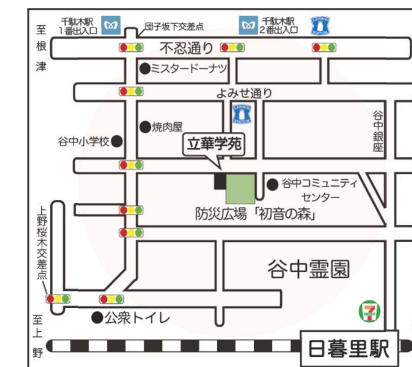 至根津
千駄木駅
1番出入口
団子坂下交差点
千駄木駅
2番出入口
不忍通り
ミスタードーナツ
よみせ通り
焼肉屋
谷中小学校
立華学苑
谷中銀座
谷中コミュニティ
センター
防災広場「初音の森」
上野桜木交差点
谷中霊園
公衆トイレ
至上野
日暮里駅